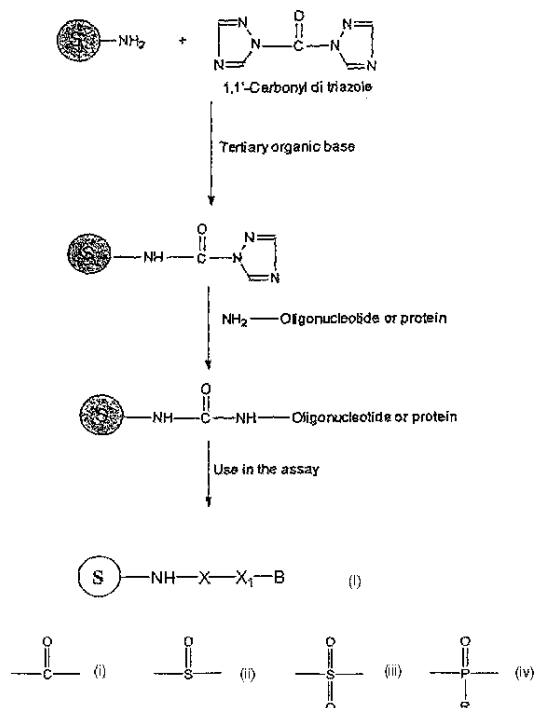 S NH₂ + N N N O C N N N
1,1'-Carbonyl di triazole
Tertiary organic base
S NH O C N N N
NH₂ Oligonucleotide or protein
S NH O C NH Oligonucleotide or protein
Use in the assay
S NH X X₁ B (I)
O C (i) O S (ii) O S O (iii) O P R (iv)